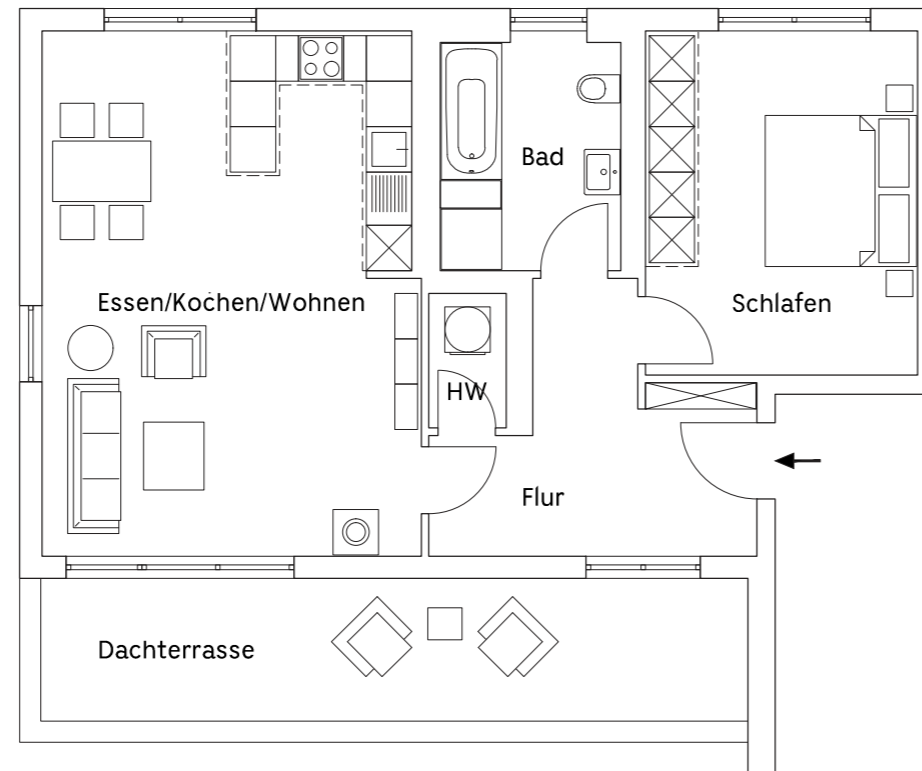 Bad
Essen/Kochen/Wohnen
Schlafen
HW
Flur
Dachterrasse